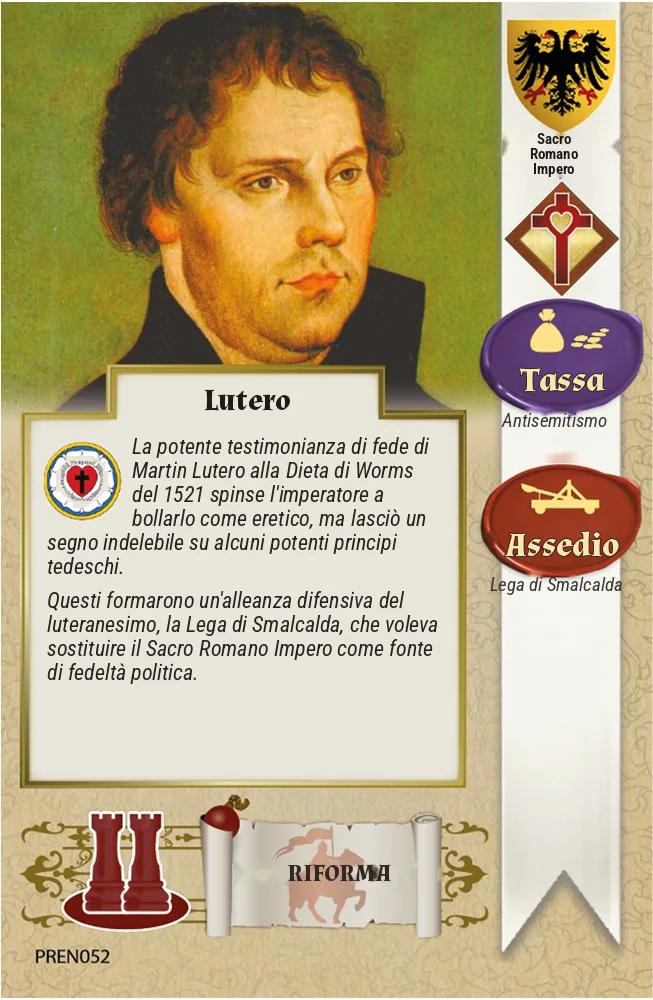 Sacro
Romano
Impero
Tassa
Antisemitismo
Assedio
Lega di Smalcalda
Lutero
La potente testimonianza di fede di
Martin Lutero alla Dieta di Worms
del 1521 spinse l'imperatore a
bollarlo come eretico, ma lasciò un
segno indelebile su alcuni potenti principi
tedeschi.
Questi formarono un'alleanza difensiva del
luteranesimo, la Lega di Smalcalda, che voleva
sostituire il Sacro Romano Impero come fonte
di fedeltà politica.
RIFORMA
PREN052